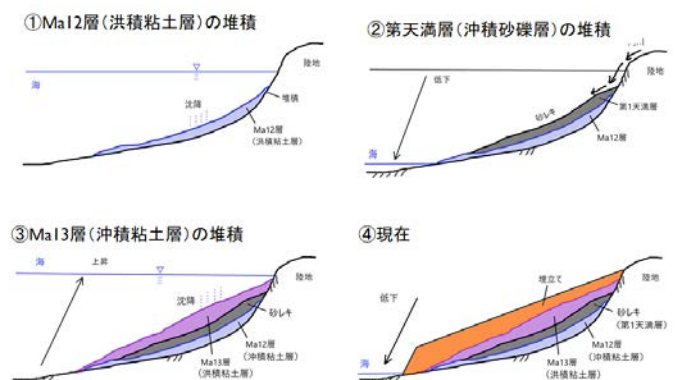 ①Ma12層(洪積粘土層)の堆積
陸地
海
沈降
堆積
Ma12層
(洪積粘土層)
②第天満層(沖積砂礫層)の堆積
陸地
低下
砂レキ
第1天満層
Ma12層
海
③Ma13層(沖積粘土層)の堆積
海
上昇
陸地
沈降
砂レキ
Ma12層
(沖積粘土層)
Ma13層
(洪積粘土層)
④現在
埋立て
陸地
低下
砂レキ
(第1天満層)
Ma12層
(沖積粘土層)
海
Ma13層
(洪積粘土層)